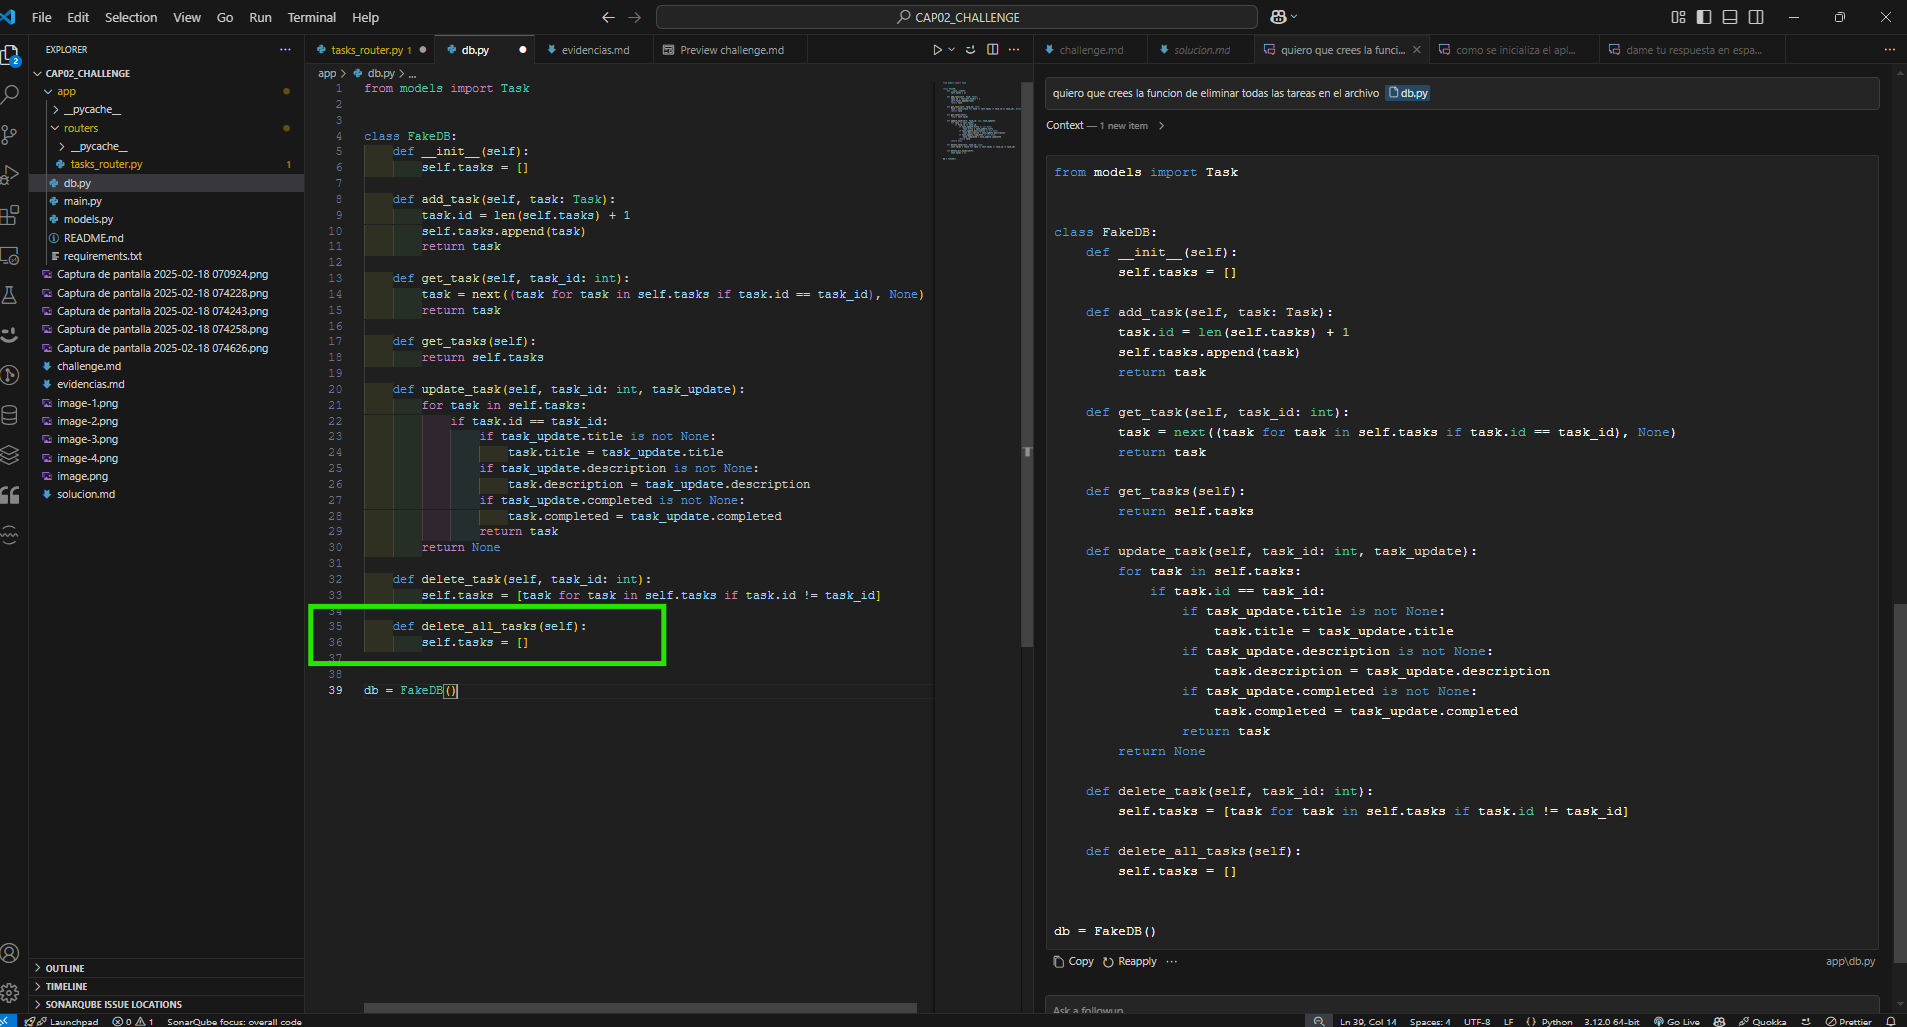 File Edit Selection View Go Run Terminal Help
CAP02_CHALLENGE
EXPLORER
CAP02_CHALLENGE
app
__pycache__
routers
__pycache__
tasks_router.py 1
db.py
main.py
models.py
README.md
requirements.txt
Captura de pantalla 2025-02-18 070924.png
Captura de pantalla 2025-02-18 074228.png
Captura de pantalla 2025-02-18 074243.png
Captura de pantalla 2025-02-18 074258.png
Captura de pantalla 2025-02-18 074626.png
challenge.md
evidencias.md
image-1.png
image-2.png
image-3.png
image-4.png
image.png
solucion.md
OUTLINE
TIMELINE
SONARQUBE ISSUE LOCATIONS
tasks_router.py 1 db.py evidencias.md Preview challenge.md
app > db.py > ...
1 from models import Task
2
3
4 class FakeDB:
5 def __init__(self):
6 self.tasks = []
7
8 def add_task(self, task: Task):
9 task.id = len(self.tasks) + 1
10 self.tasks.append(task)
11 return task
12
13 def get_task(self, task_id: int):
14 task = next((task for task in self.tasks if task.id == task_id), None)
15 return task
16
17 def get_tasks(self):
18 return self.tasks
19
20 def update_task(self, task_id: int, task_update):
21 for task in self.tasks:
22 if task.id == task_id:
23 if task_update.title is not None:
24 task.title = task_update.title
25 if task_update.description is not None:
26 task.description = task_update.description
27 if task_update.completed is not None:
28 task.completed = task_update.completed
29 return task
30 return None
31
32 def delete_task(self, task_id: int):
33 self.tasks = [task for task in self.tasks if task.id != task_id]
34
35 def delete_all_tasks(self):
36 self.tasks = []
37
38
39 db = FakeDB()
challenge.md solucion.md quiero que crees la funci... como se inicializa el apl... dame tu respuesta en espa...
quiero que crees la funcion de eliminar todas las tareas en el archivo db.py
Context — 1 new item >
from models import Task
class FakeDB:
def __init__(self):
self.tasks = []
def add_task(self, task: Task):
task.id = len(self.tasks) + 1
self.tasks.append(task)
return task
def get_task(self, task_id: int):
task = next((task for task in self.tasks if task.id == task_id), None)
return task
def get_tasks(self):
return self.tasks
def update_task(self, task_id: int, task_update):
for task in self.tasks:
if task.id == task_id:
if task_update.title is not None:
task.title = task_update.title
if task_update.description is not None:
task.description = task_update.description
if task_update.completed is not None:
task.completed = task_update.completed
return task
return None
def delete_task(self, task_id: int):
self.tasks = [task for task in self.tasks if task.id != task_id]
def delete_all_tasks(self):
self.tasks = []
db = FakeDB()
Copy Reapply ... app\db.py
Ask a followup
Launchpad 0 1 SonarQube focus: overall code Ln 39, Col 14 Spaces: 4 UTF-8 LF {} Python 3.12.0 64-bit Go Live Quokka Prettier